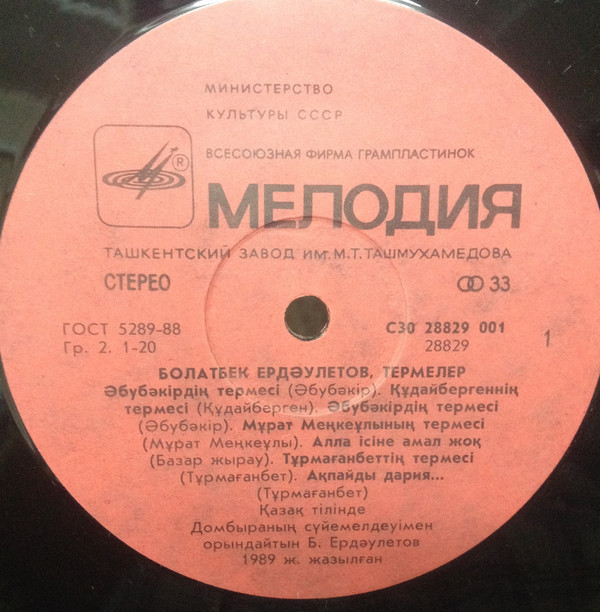 МИНИСТЕРСТВО
КУЛЬТУРЫ СССР
ВСЕСОЮЗНАЯ ФИРМА ГРАМПЛАСТИНОК
®
МЕЛОДИЯ
ТАШКЕНТСКИЙ ЗАВОД ИМ. М.Т. ТАШМУХАМЕДОВА
СТЕРЕО 33
ГОСТ 5289-88 С30 28829 001
Гр. 2. 1-20 28829 1
БОЛАТБЕК ЕРДӘУЛЕТОВ, ТЕРМЕЛЕР
Әбубәкірдің термесі (Әбубәкір). Құдайбергеннің
термесі (Құдайберген). Әбубәкірдің термесі
(Әбубәкір). Мұрат Меңкеұлының термесі
(Мұрат Меңкеұлы). Алла ісіне амал жоқ
(Базар жырау). Тұрмағанбеттің термесі
(Тұрмағанбет). Ақпайды дария...
(Тұрмағанбет)
Қазақ тілінде
Домбыраның сүйемелдеуімен
орындайтын Б. Ердәулетов
1989 ж. жазылған